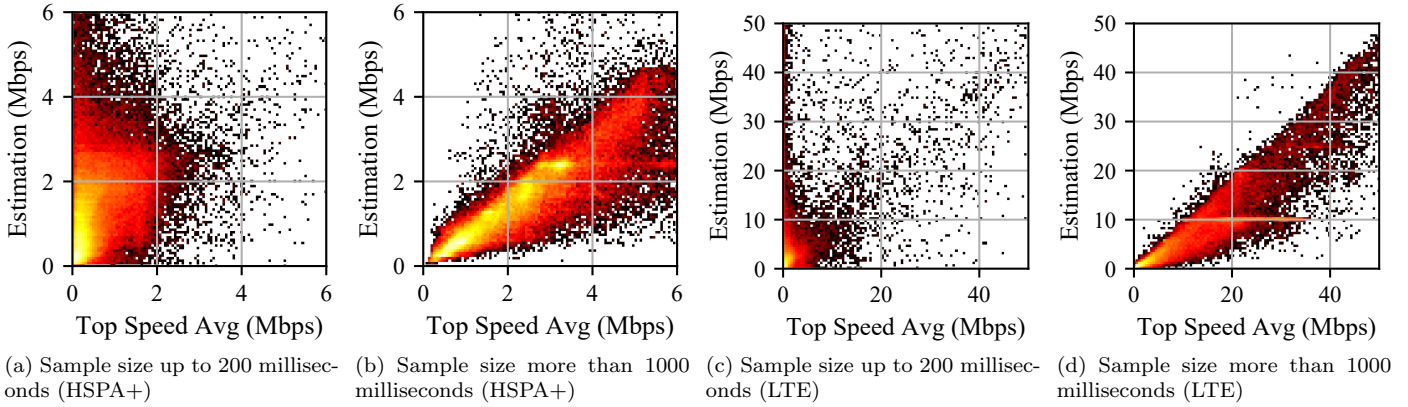 6
4
2
0
0 2 4 6
Estimation (Mbps)
Top Speed Avg (Mbps)
(a) Sample size up to 200 millisec-
onds (HSPA+)
6
4
2
0
0 2 4 6
Estimation (Mbps)
Top Speed Avg (Mbps)
(b) Sample size more than 1000
milliseconds (HSPA+)
50
40
30
20
10
0
0 20 40
Estimation (Mbps)
Top Speed Avg (Mbps)
(c) Sample size up to 200 millisec-
onds (LTE)
50
40
30
20
10
0
0 20 40
Estimation (Mbps)
Top Speed Avg (Mbps)
(d) Sample size more than 1000
milliseconds (LTE)